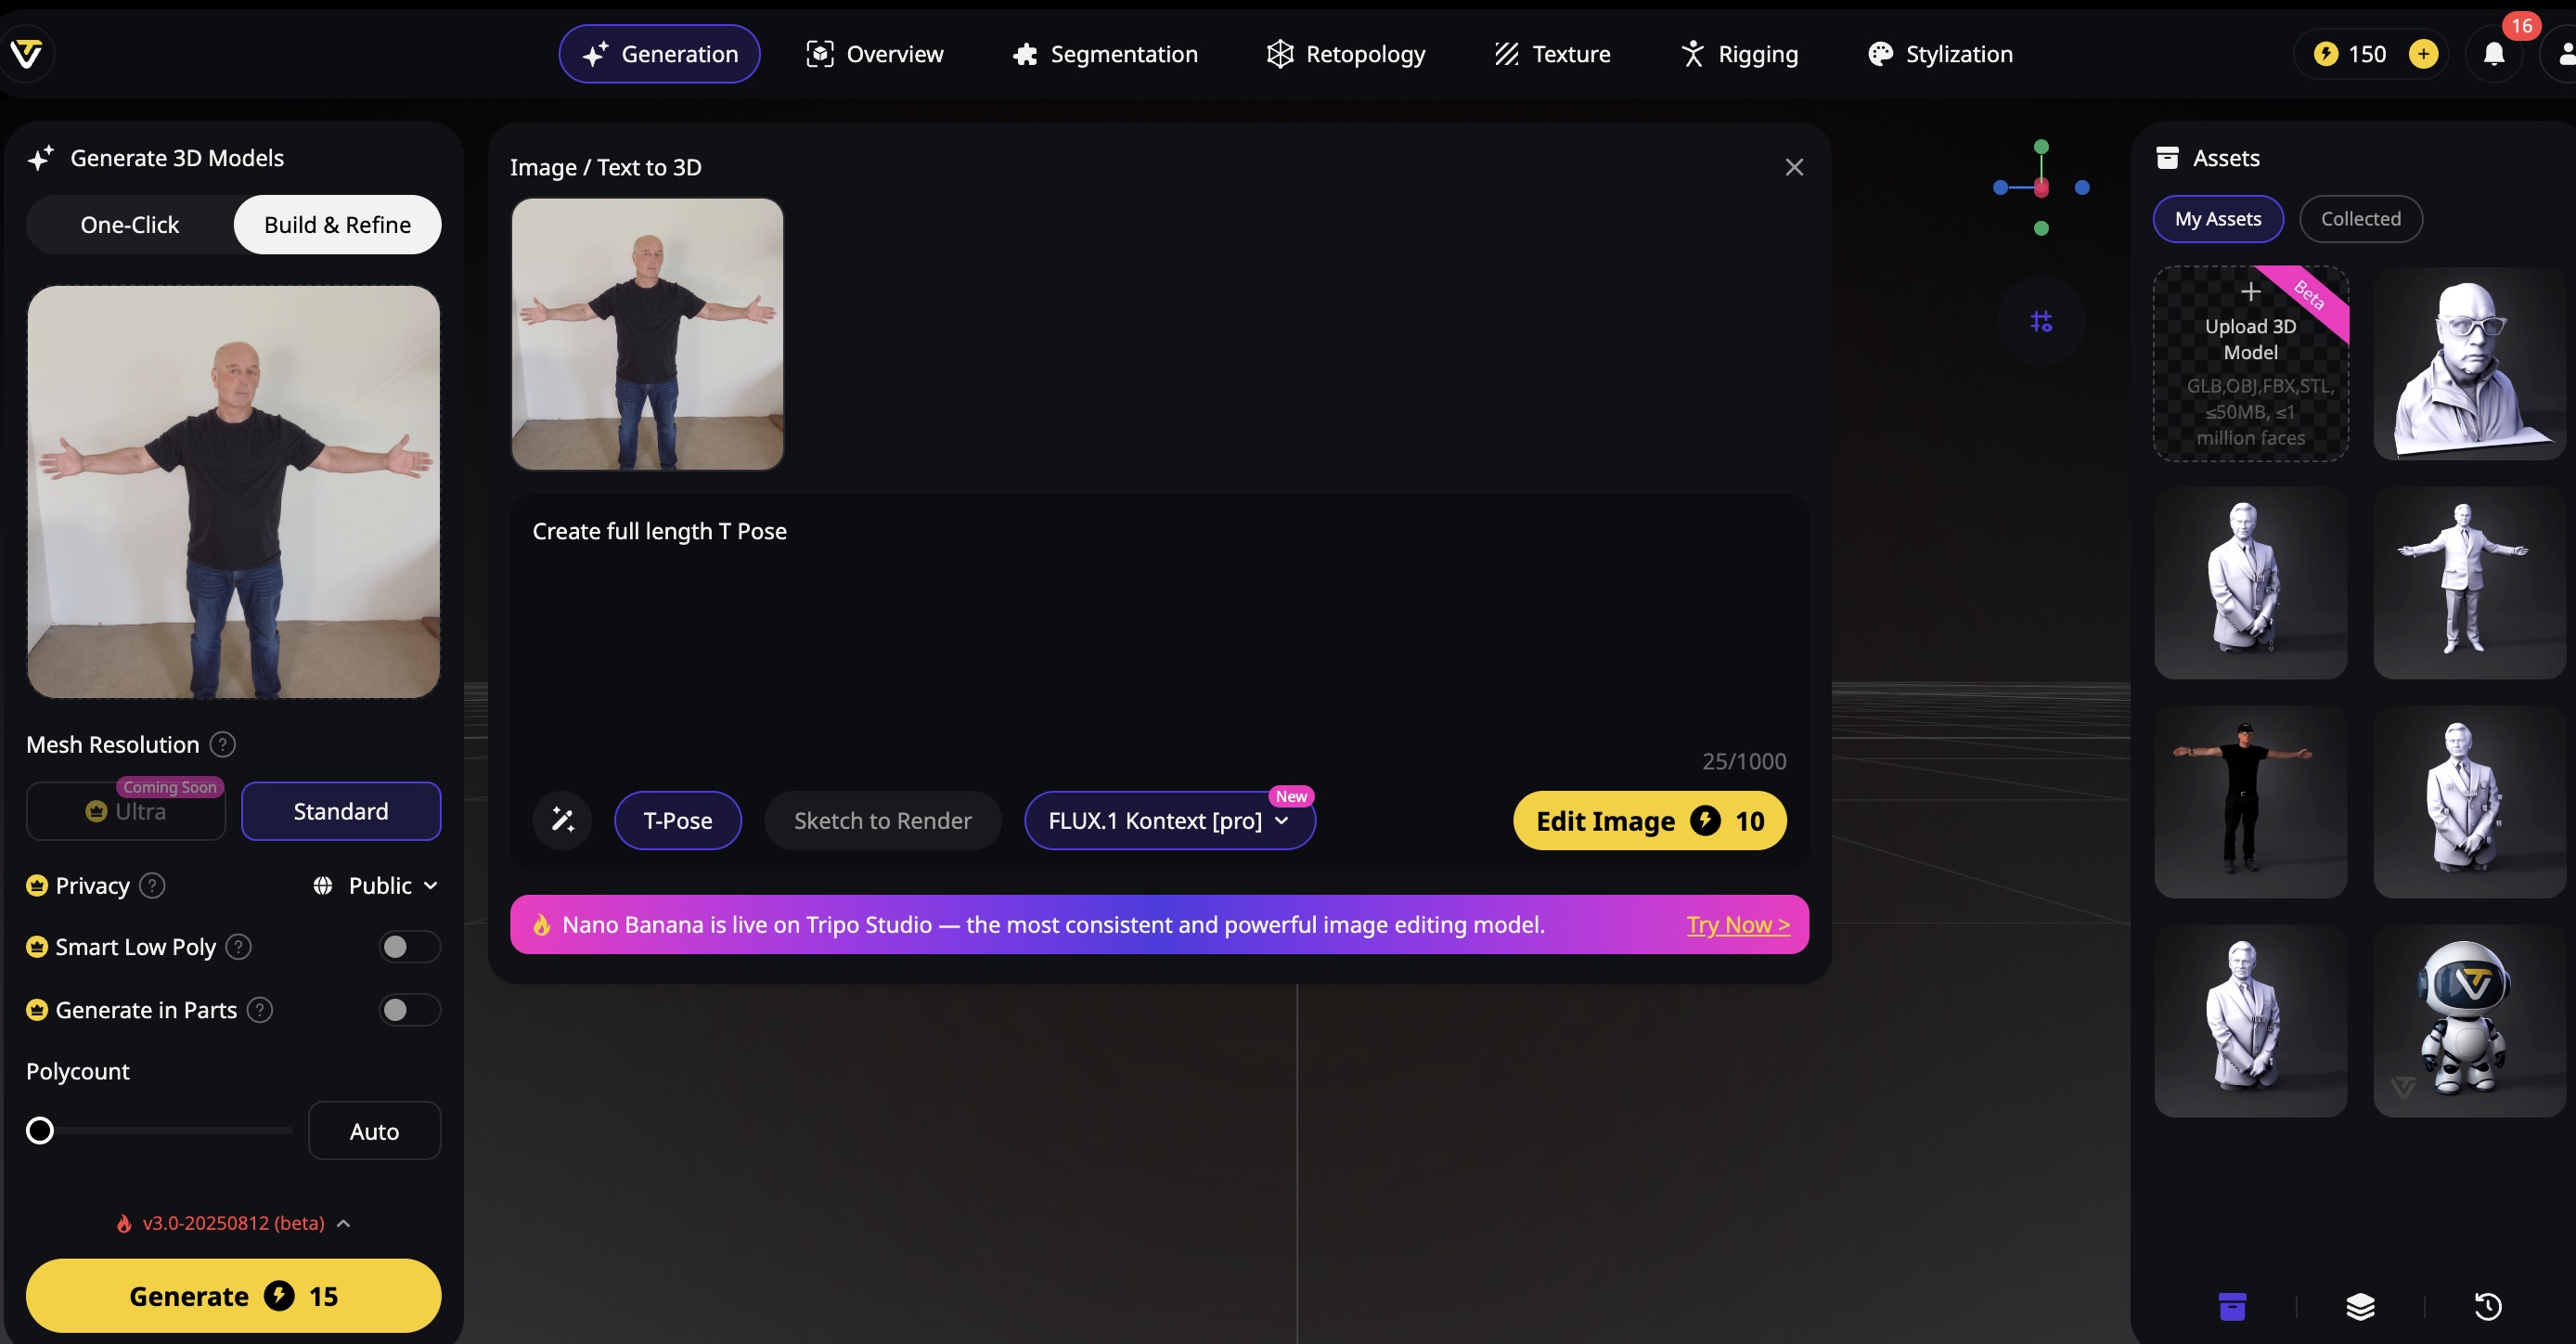 Generation
Overview
Segmentation
Retopology
Texture
Rigging
Stylization
150
16
Generate 3D Models
One-Click
Build & Refine
Mesh Resolution
Coming Soon
Ultra
Standard
Privacy
Public
Smart Low Poly
Generate in Parts
Polycount
Auto
v3.0-20250812 (beta)
Generate 15
Image / Text to 3D
Create full length T Pose
25/1000
T-Pose
Sketch to Render
FLUX.1 Kontext [pro]
New
Edit Image 10
Nano Banana is live on Tripo Studio — the most consistent and powerful image editing model.
Try Now >
Assets
My Assets
Collected
Beta
Upload 3D
Model
GLB,OBJ,FBX,STL,
≤50MB, ≤1
million faces